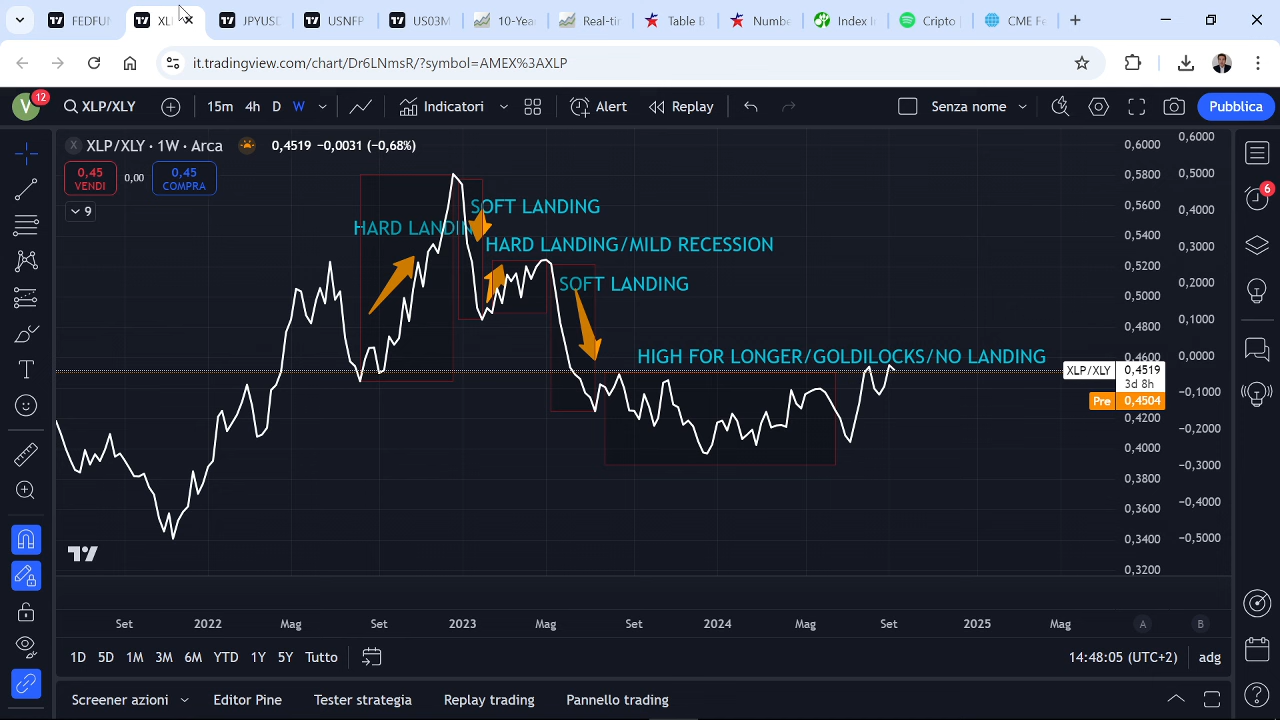 FEDFUN
XL
JPYUSD
USNFP
US03M
10-Yea
Real-tir
Table B
Numbe
Index I
Cripto
CME Fe
it.tradingview.com/chart/Dr6LNmsR/?symbol=AMEX%3AXLP
V
12
XLP/XLY
15m 4h D W
Indicatori
Alert
Replay
Senza nome
Pubblica
X XLP/XLY · 1W · Arca 0,4519 −0,0031 (−0,68%)
0,45
VENDI
0,00
0,45
COMPRA
9
SOFT LANDING
HARD LANDIN
HARD LANDING/MILD RECESSION
SOFT LANDING
HIGH FOR LONGER/GOLDILOCKS/NO LANDING
0,6000
0,5800
0,5600
0,5400
0,5200
0,5000
0,4800
0,4600
XLP/XLY 0,4519
3d 8h
Pre 0,4504
0,4200
0,4000
0,3800
0,3600
0,3400
0,3200
0,6000
0,5000
0,4000
0,3000
0,2000
0,1000
0,0000
-0,1000
-0,2000
-0,3000
-0,4000
-0,5000
6
Set 2022 Mag Set 2023 Mag Set 2024 Mag Set 2025 Mag A B
1D 5D 1M 3M 6M YTD 1Y 5Y Tutto
14:48:05 (UTC+2) adg
Screener azioni Editor Pine Tester strategia Replay trading Pannello trading